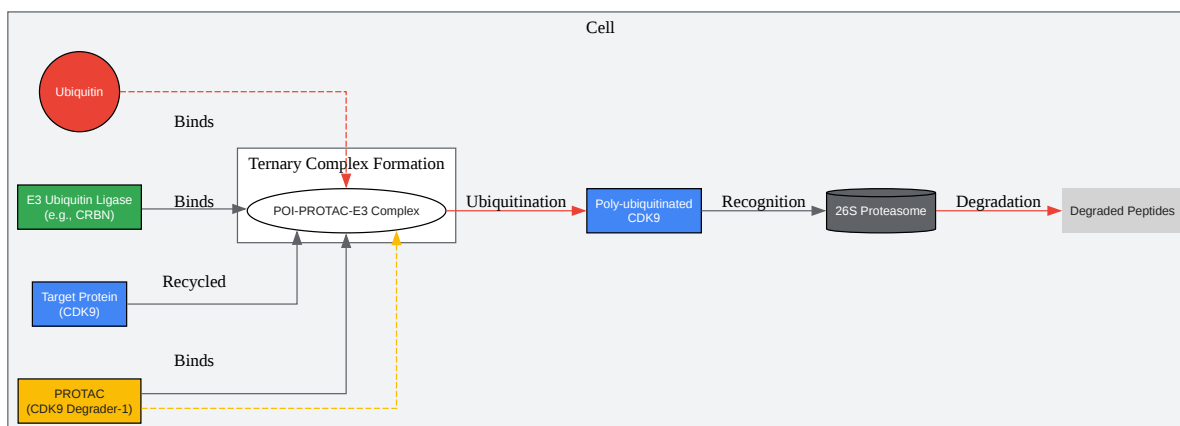 Cell
Ubiquitin
Binds
Ternary Complex Formation
E3 Ubiquitin Ligase
(e.g., CRBN)
Binds
POI-PROTAC-E3 Complex
Ubiquitination
Poly-ubiquitinated
CDK9
Recognition
26S Proteasome
Degradation
Degraded Peptides
Recycled
Target Protein
(CDK9)
Binds
PROTAC
(CDK9 Degrader-1)